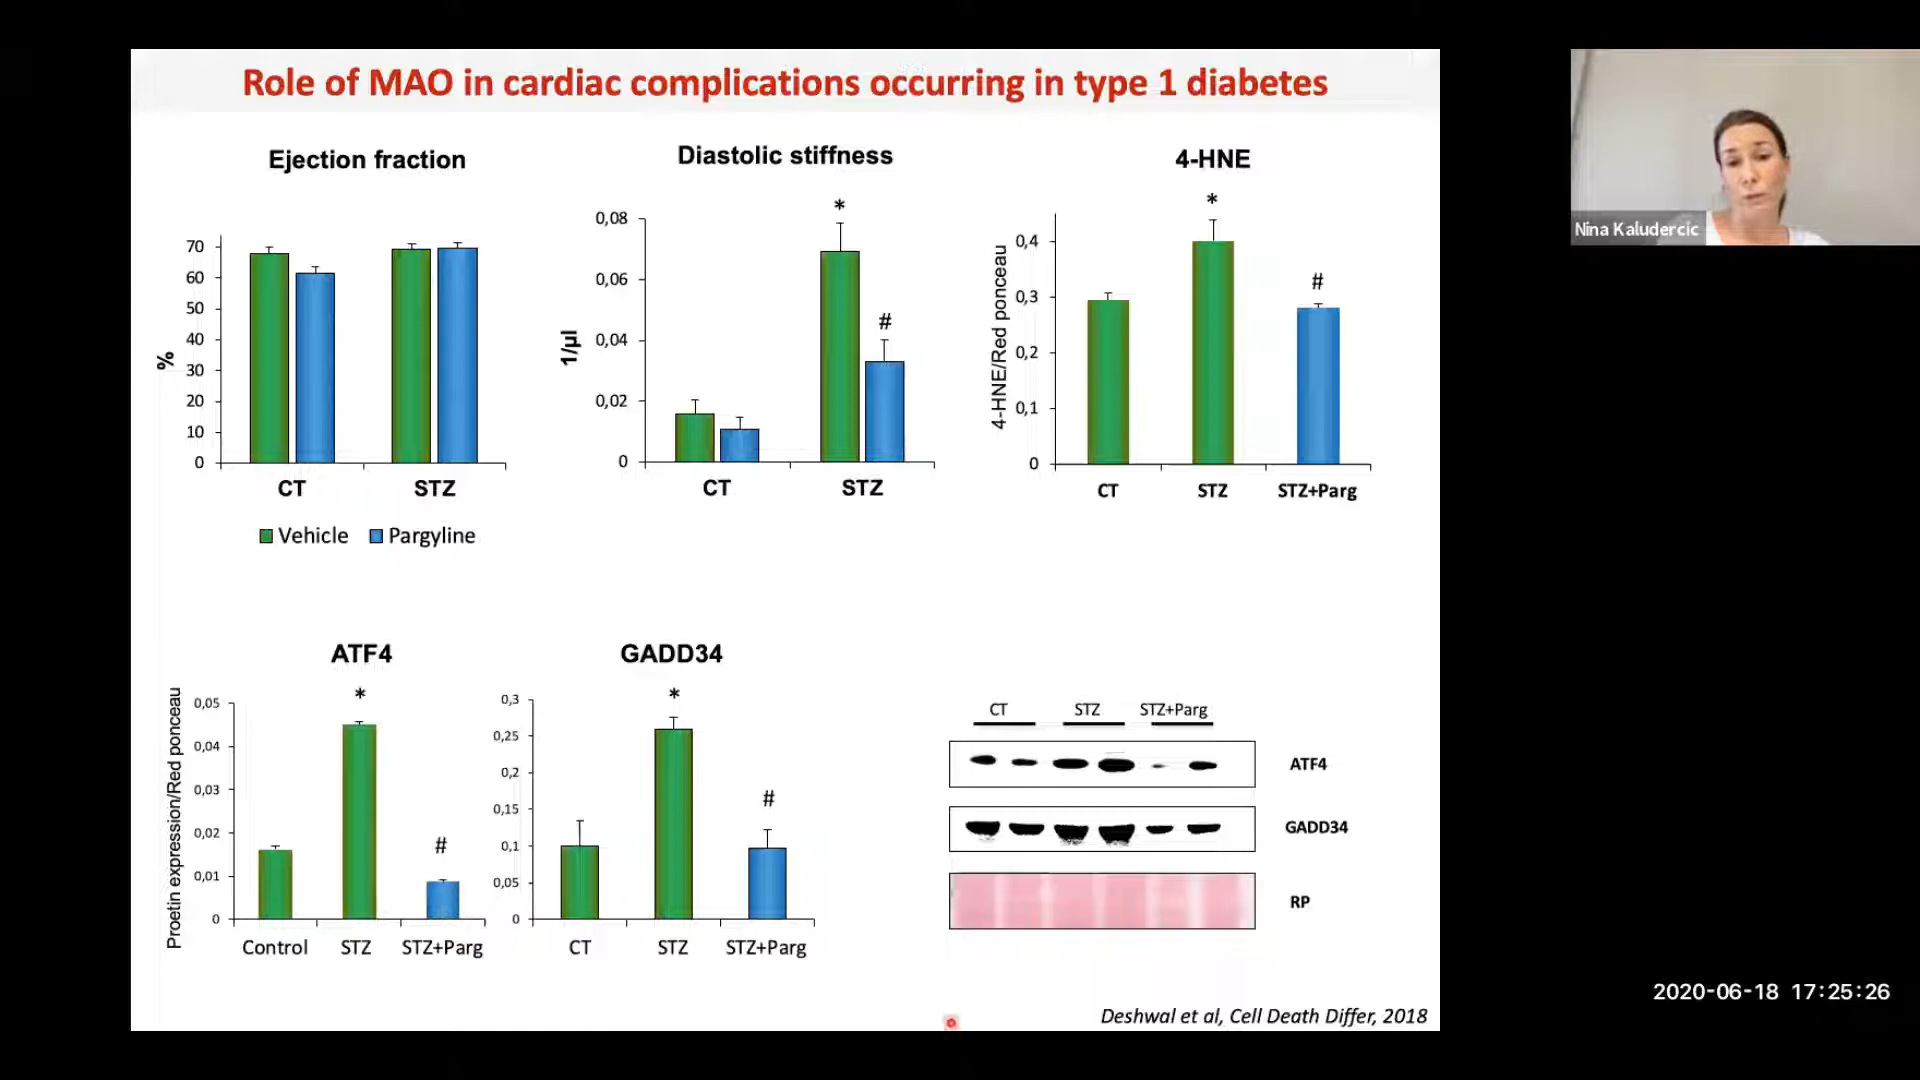 Role of MAO in cardiac complications occurring in type 1 diabetes
Ejection fraction
%
70
60
50
40
30
20
10
0
CT
STZ
Vehicle
Pargyline
Diastolic stiffness
1/µl
0,08
0,06
0,04
0,02
0
*
#
CT
STZ
4-HNE
4-HNE/Red ponceau
0,4
0,3
0,2
0,1
0
*
#
CT
STZ
STZ+Parg
Nina Kaludercic
ATF4
Proetin expression/Red ponceau
0,05
0,04
0,03
0,02
0,01
0
*
#
Control
STZ
STZ+Parg
GADD34
0,3
0,25
0,2
0,15
0,1
0,05
0
*
#
CT
STZ
STZ+Parg
CT
STZ
STZ+Parg
ATF4
GADD34
RP
Deshwal et al, Cell Death Differ, 2018
2020-06-18 17:25:26